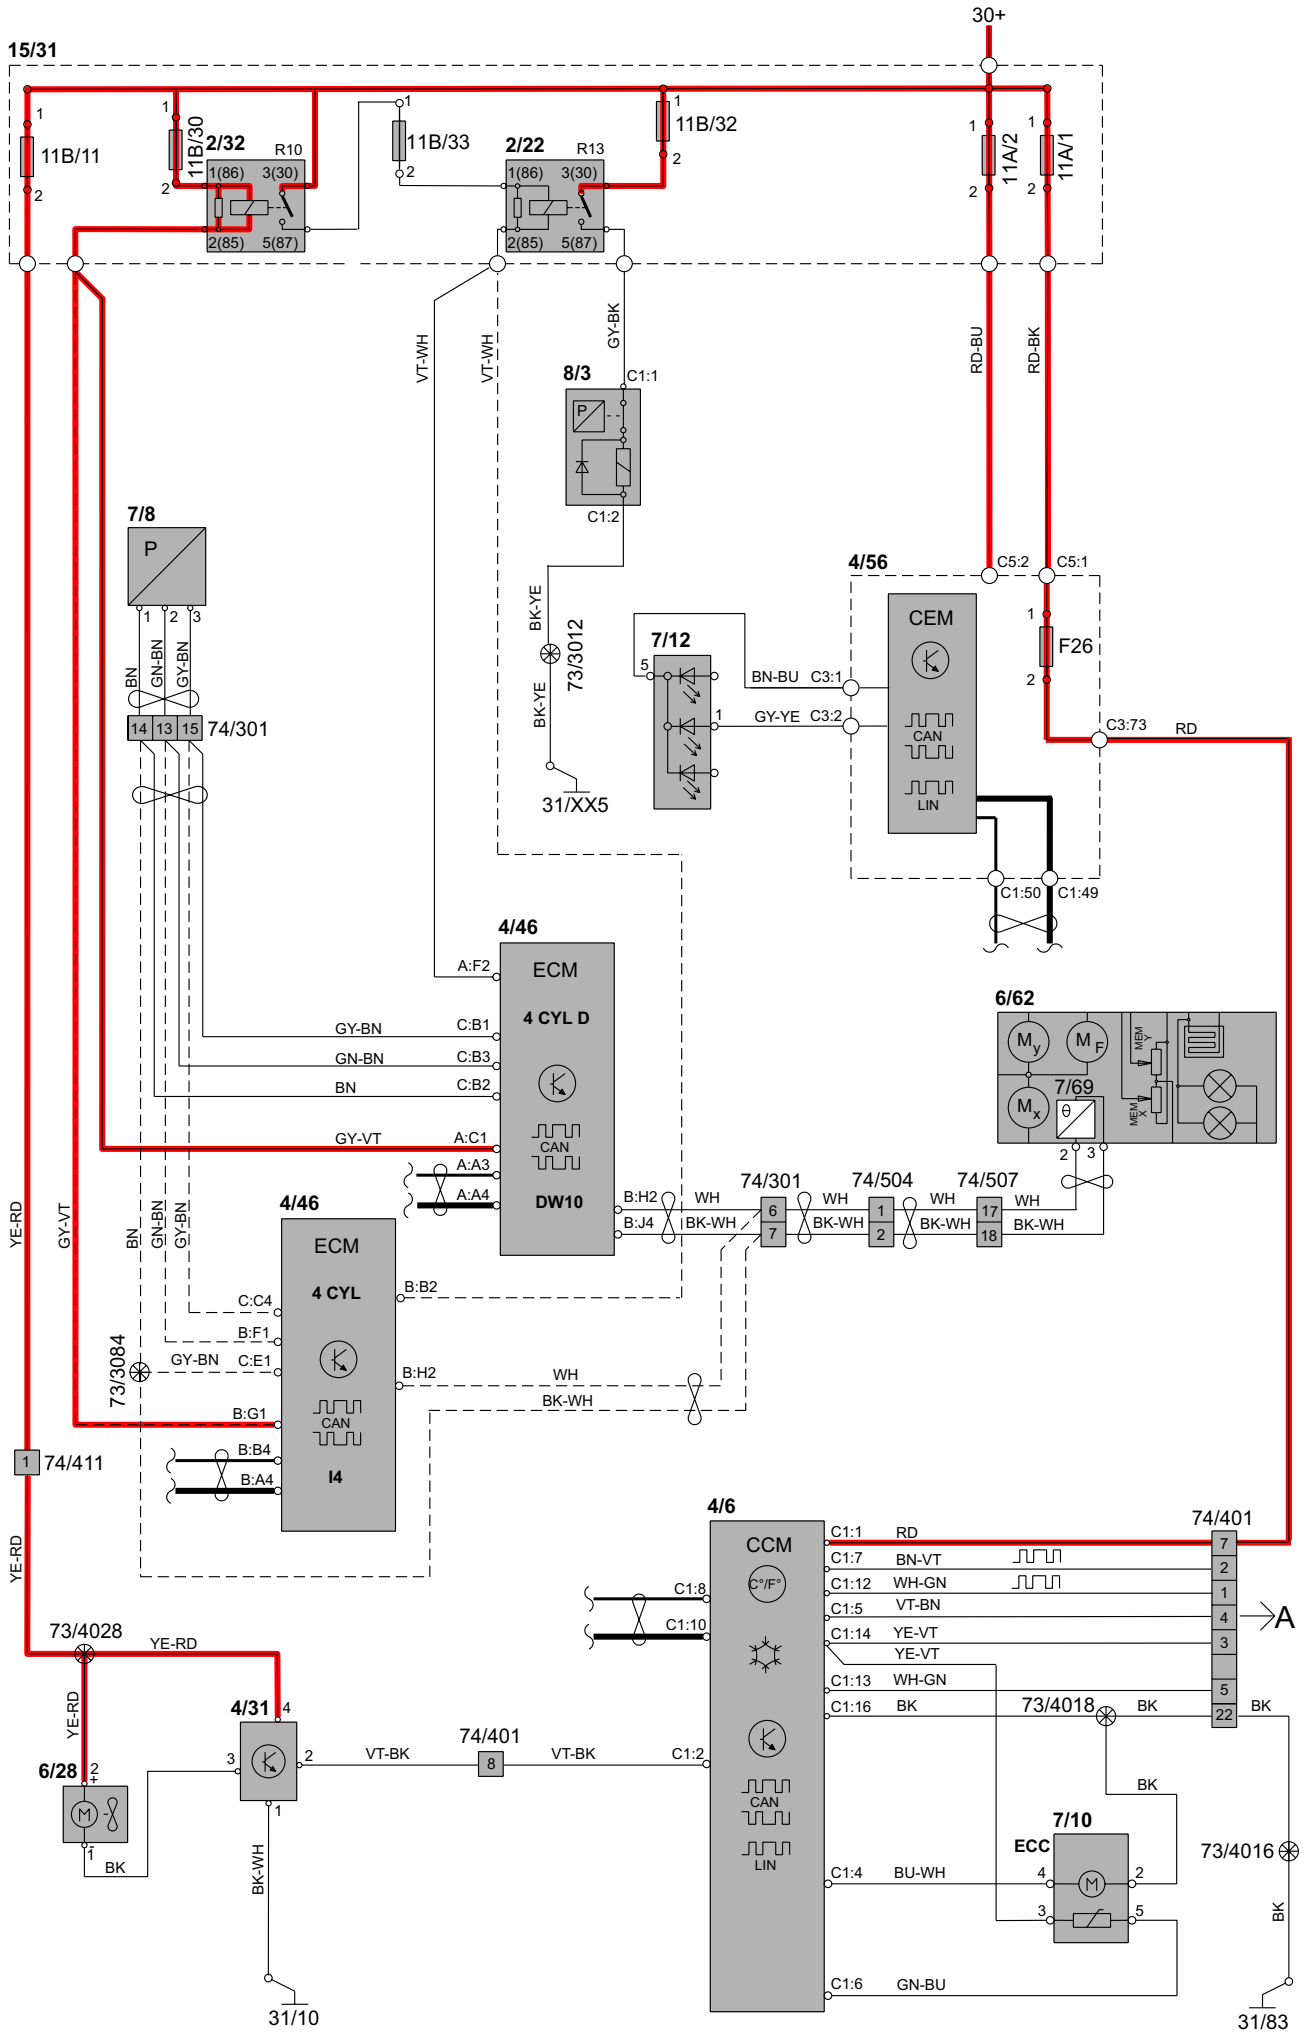 30+
15/31
1
11B/11
2
1
11B/30
2
2/32
R10
1(86)
3(30)
2(85)
5(87)
1
11B/33
2
2/22
R13
1(86)
3(30)
2(85)
5(87)
1
11B/32
2
1
11A/2
2
1
11A/1
2
VT-WH
VT-WH
GY-BK
RD-BU
RD-BK
8/3
C1:1
P
C1:2
7/8
P
1
2
3
BN
GN-BN
GY-BN
14
13
15
74/301
BK-YE
73/3012
BK-YE
31/XX5
7/12
5
1
BN-BU
C3:1
GY-YE
C3:2
4/56
C5:2
C5:1
CEM
CAN
LIN
1
F26
2
C3:73
RD
C1:50
C1:49
4/46
ECM
4 CYL D
CAN
DW10
A:F2
GY-BN
C:B1
GN-BN
C:B3
BN
C:B2
GY-VT
A:C1
A:A3
A:A4
B:H2
B:J4
WH
BK-WH
74/301
6
7
WH
BK-WH
74/504
1
2
WH
BK-WH
74/507
17
18
WH
BK-WH
6/62
My
MF
Mx
7/69
θ
2
3
MEM Y
MEM X
YE-RD
GY-VT
BN
GN-BN
GY-BN
4/46
ECM
4 CYL
CAN
I4
C:C4
B:F1
GY-BN
C:E1
73/3084
B:G1
B:B4
B:A4
B:B2
B:H2
WH
BK-WH
1
74/411
YE-RD
73/4028
YE-RD
YE-RD
6/28
2
+
M
-
1
BK
4/31
4
3
2
1
BK-WH
31/10
VT-BK
74/401
8
VT-BK
C1:2
4/6
CCM
C°/F°
CAN
LIN
C1:8
C1:10
C1:1
RD
C1:7
BN-VT
C1:12
WH-GN
C1:5
VT-BN
C1:14
YE-VT
YE-VT
C1:13
WH-GN
C1:16
BK
74/401
7
2
1
4
3
5
22
A
73/4018
BK
BK
BK
7/10
ECC
4
M
2
3
5
C1:4
BU-WH
C1:6
GN-BU
73/4016
BK
31/83